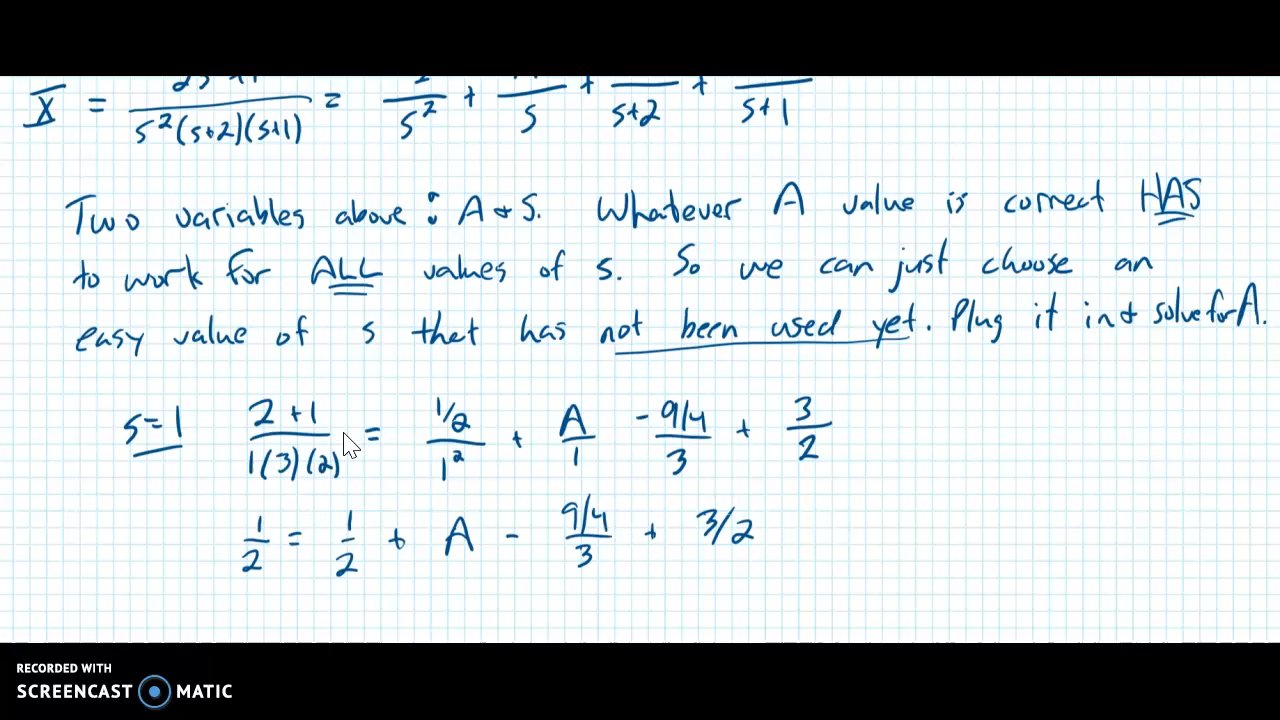 X̄ = 2s+1 / s²(s+2)(s+1) = / s² + / s + / s+2 + / s+1
Two variables above: A & S. Whatever A value is correct HAS
to work for ALL values of s. So we can just choose an
easy value of s that has not been used yet. Plug it in & solve for A.
s=1 2+1 / 1(3)(2) = 1/2 / 1² + A / 1 - 9/4 / 3 + 3 / 2
1/2 = 1/2 + A - 9/4 / 3 + 3/2
RECORDED WITH
SCREENCAST MATIC